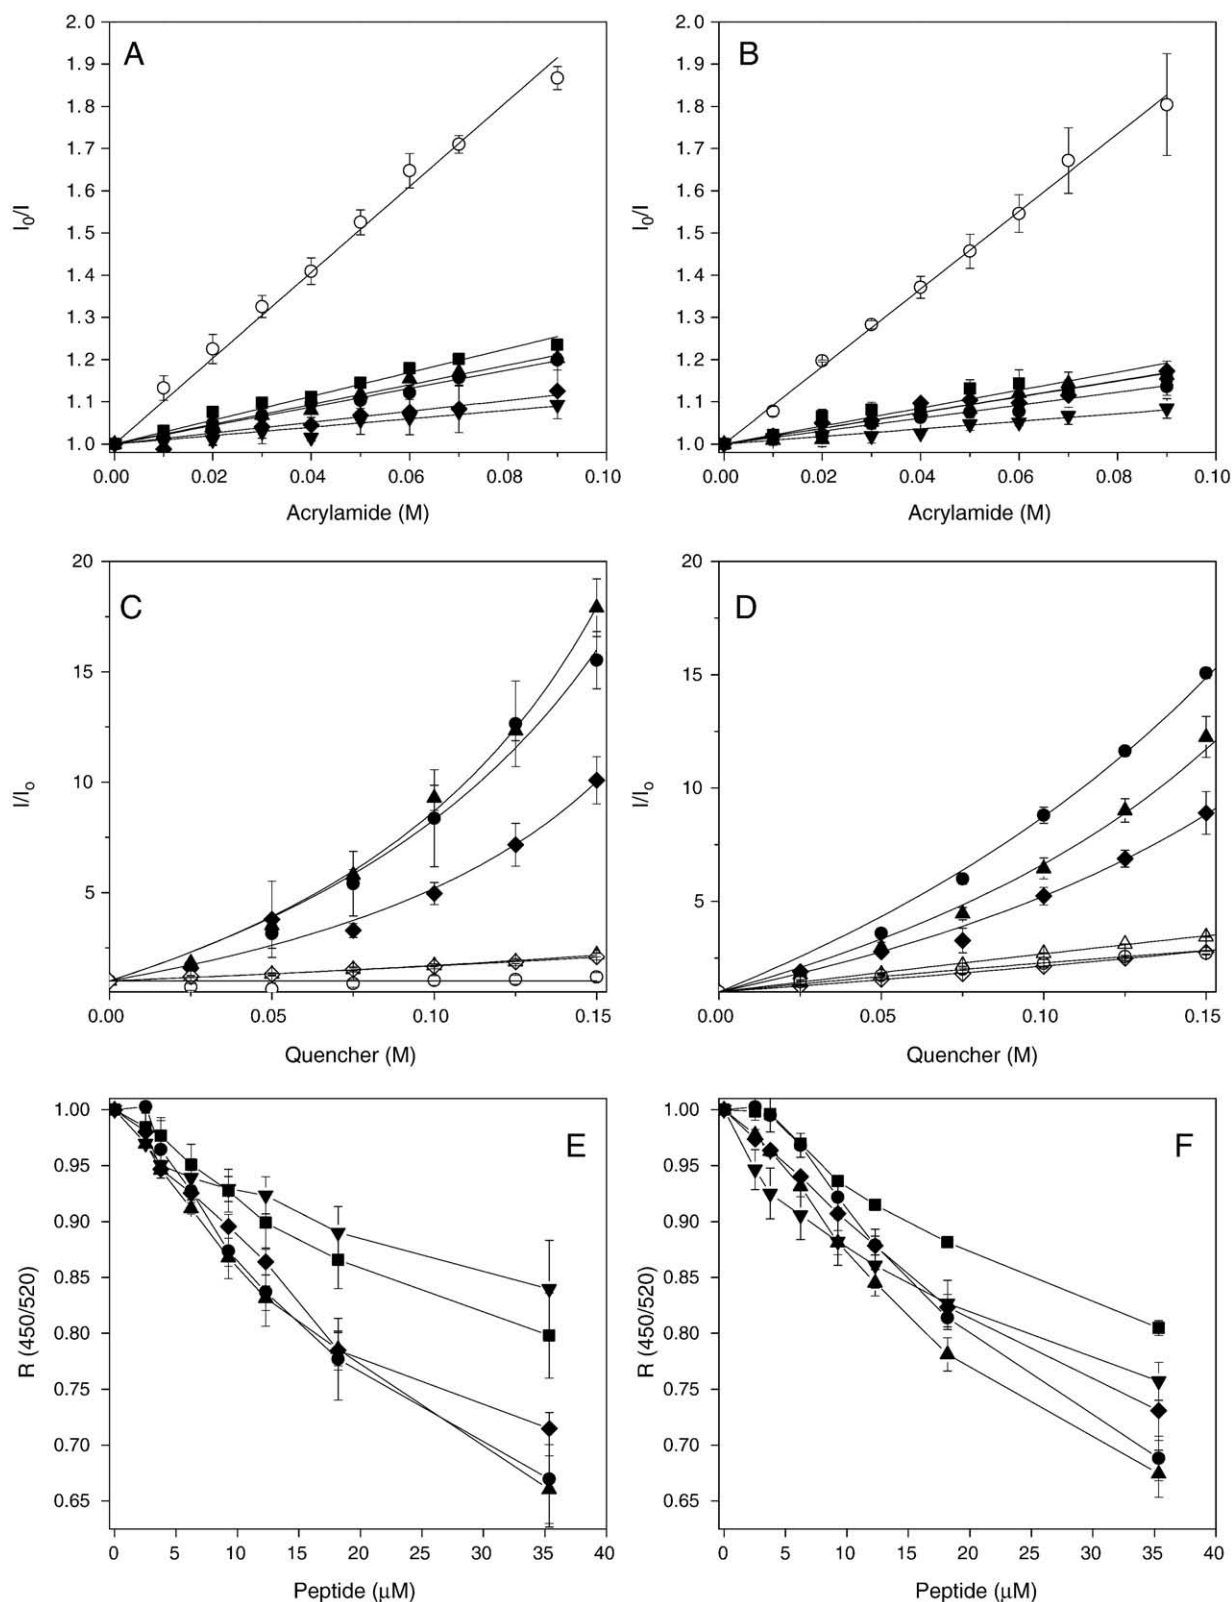 A
I₀/I
2.0
1.9
1.8
1.7
1.6
1.5
1.4
1.3
1.2
1.1
1.0
0.00 0.02 0.04 0.06 0.08 0.10
Acrylamide (M)
B
I₀/I
2.0
1.9
1.8
1.7
1.6
1.5
1.4
1.3
1.2
1.1
1.0
0.00 0.02 0.04 0.06 0.08 0.10
Acrylamide (M)
C
I/Iₒ
20
15
10
5
0.00 0.05 0.10 0.15
Quencher (M)
D
I/Iₒ
20
15
10
5
0.00 0.05 0.10 0.15
Quencher (M)
E
R (450/520)
1.00
0.95
0.90
0.85
0.80
0.75
0.70
0.65
0 5 10 15 20 25 30 35 40
Peptide (μM)
F
R (450/520)
1.00
0.95
0.90
0.85
0.80
0.75
0.70
0.65
0 5 10 15 20 25 30 35 40
Peptide (μM)